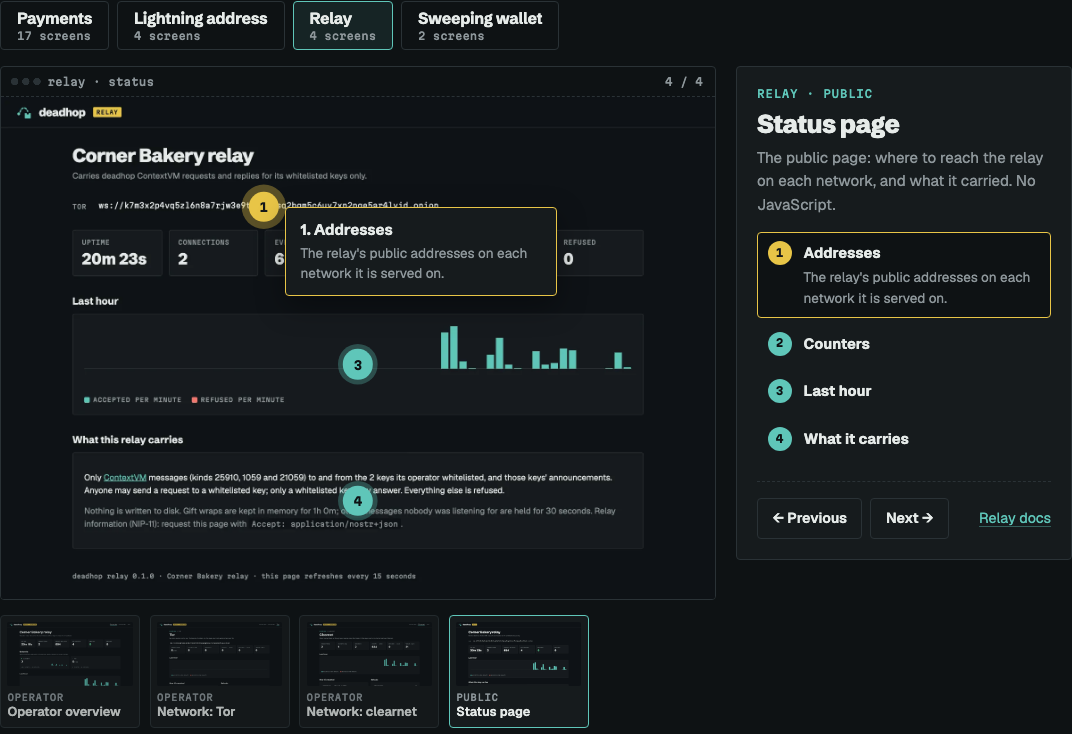 Payments
17 screens
Lightning address
4 screens
Relay
4 screens
Sweeping wallet
2 screens
relay · status
4 / 4
deadhop RELAY
Corner Bakery relay
Carries deadhop ContextVM requests and replies for its whitelisted keys only.
TOR
UPTIME
20m 23s
CONNECTIONS
2
REFUSED
0
1
1. Addresses
The relay's public addresses on each
network it is served on.
Last hour
3
ACCEPTED PER MINUTE
REFUSED PER MINUTE
What this relay carries
Only ContextVM messages (kinds 25910, 1059 and 21059) to and from the 2 keys its operator whitelisted, and those keys' announcements.
Anyone may send a request to a whitelisted key; only a whitelisted answer. Everything else is refused.
4
Nothing is written to disk. Gift wraps are kept in memory for 1h 0m; messages nobody was listening for are held for 30 seconds. Relay
information (NIP-11): request this page with Accept: application/nostr+json.
deadhop relay 0.1.0 · Corner Bakery relay · this page refreshes every 15 seconds
RELAY · PUBLIC
Status page
The public page: where to reach the relay
on each network, and what it carried. No
JavaScript.
1
Addresses
The relay's public addresses on each
network it is served on.
2
Counters
3
Last hour
4
What it carries
← Previous
Next →
Relay docs
OPERATOR
Operator overview
OPERATOR
Network: Tor
OPERATOR
Network: clearnet
PUBLIC
Status page